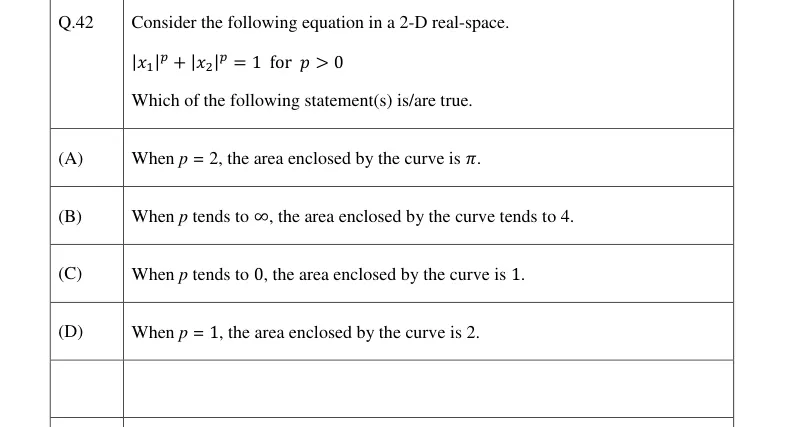 Q.42 Consider the following equation in a 2-D real-space.
|x₁|ᵖ + |x₂|ᵖ = 1 for p > 0
Which of the following statement(s) is/are true.
(A) When p = 2, the area enclosed by the curve is π.
(B) When p tends to ∞, the area enclosed by the curve tends to 4.
(C) When p tends to 0, the area enclosed by the curve is 1.
(D) When p = 1, the area enclosed by the curve is 2.